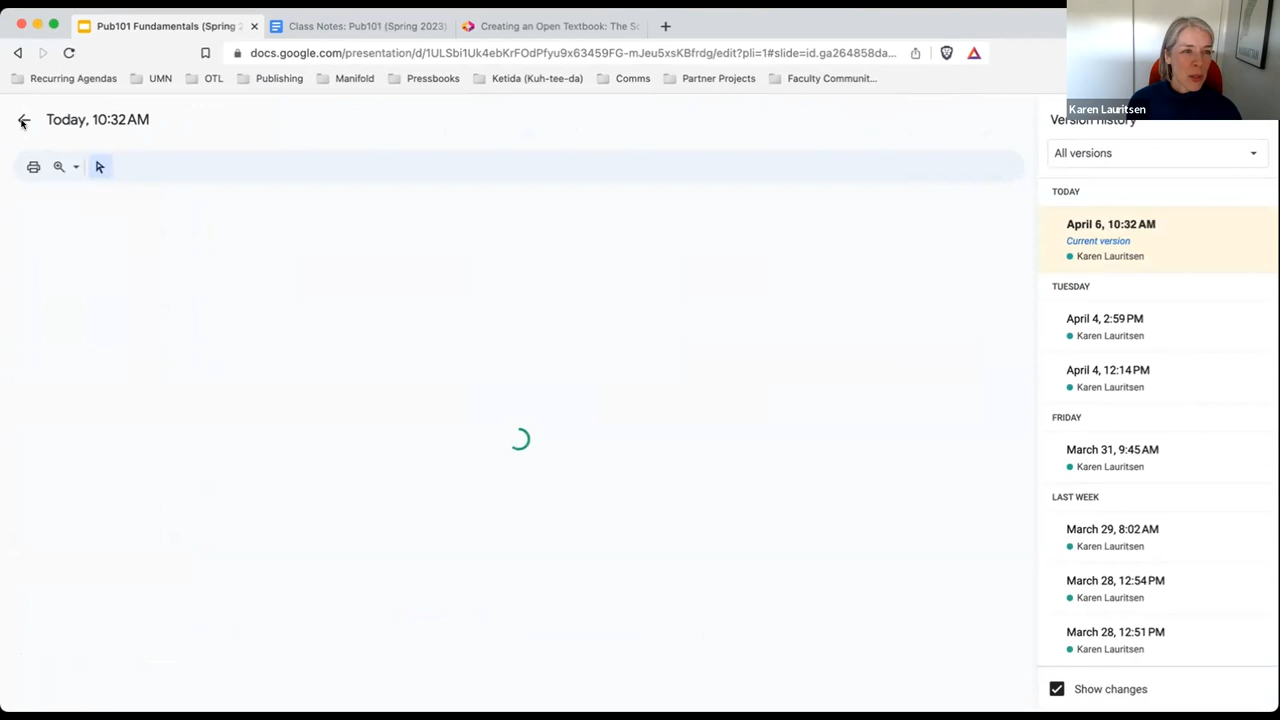 Pub101 Fundamentals (Spring 2
Class Notes: Pub101 (Spring 2023)
Creating an Open Textbook: The Sc
docs.google.com/presentation/d/1ULSbi1Uk4ebKrFOdPfyu9x63459FG-mJeu5xsKBfrdg/edit?pli=1#slide=id.ga264858da...
Recurring Agendas
UMN
OTL
Publishing
Manifold
Pressbooks
Ketida (Kuh-tee-da)
Comms
Partner Projects
Faculty Communit...
Karen Lauritsen
Today, 10:32 AM
Version history
All versions
TODAY
April 6, 10:32 AM
Current version
Karen Lauritsen
TUESDAY
April 4, 2:59 PM
Karen Lauritsen
April 4, 12:14 PM
Karen Lauritsen
FRIDAY
March 31, 9:45 AM
Karen Lauritsen
LAST WEEK
March 29, 8:02 AM
Karen Lauritsen
March 28, 12:54 PM
Karen Lauritsen
March 28, 12:51 PM
Karen Lauritsen
Show changes